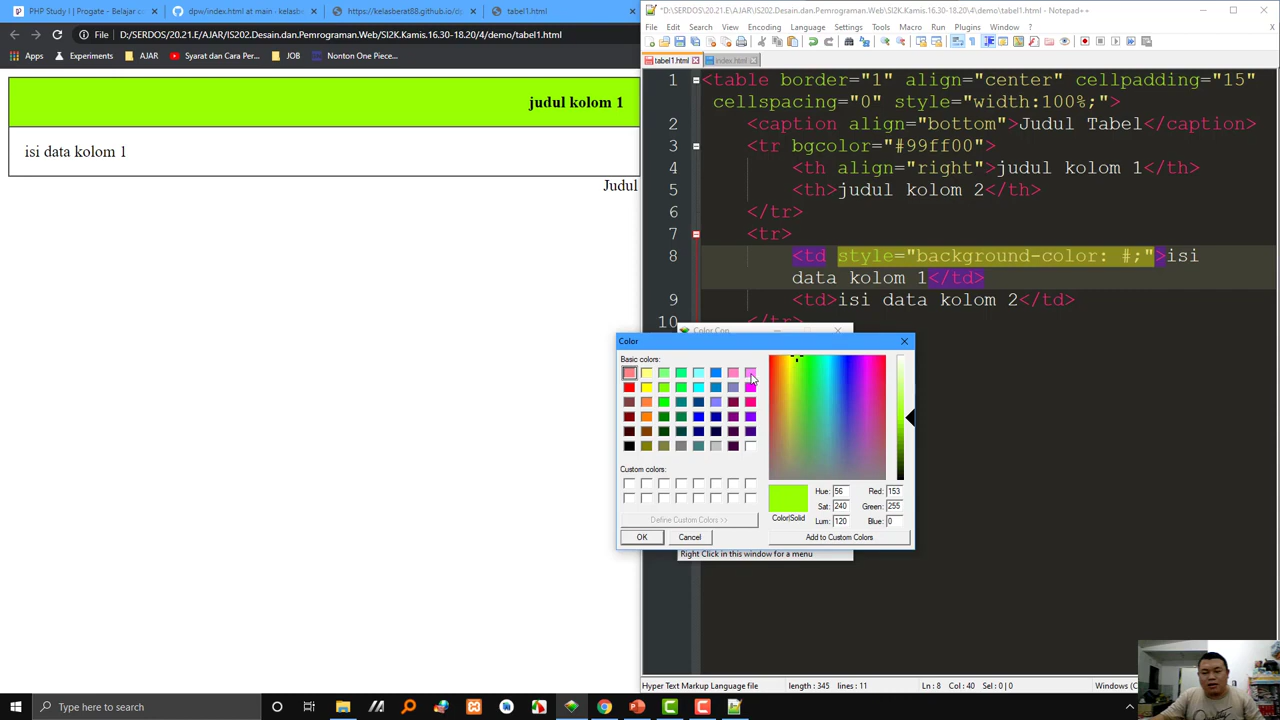 PHP Study I | Progate - Belajar c
dpw/index.html at main · kelasb
https://kelasberat88.github.io/dp
tabel1.html
File
D:/SERDOS/20.21.E/AJAR/IS202.Desain.dan.Pemrograman.Web/SI2K.Kamis.16.30-18.20/4/demo/tabel1.html
Apps
Experiments
AJAR
Syarat dan Cara Per...
JOB
Nonton One Piece...
judul kolom 1
isi data kolom 1
Judul
*D:\SERDOS\20.21.E\AJAR\IS202.Desain.dan.Pemrograman.Web\SI2K.Kamis.16.30-18.20\4\demo\tabel1.html - Notepad++
File Edit Search View Encoding Language Settings Tools Macro Run Plugins Window ?
X
tabel1.html
index.html
1 <table border="1" align="center" cellpadding="15"
cellspacing="0" style="width:100%;">
2 <caption align="bottom">Judul Tabel</caption>
3 <tr bgcolor="#99ff00">
4 <th align="right">judul kolom 1</th>
5 <th>judul kolom 2</th>
6 </tr>
7 <tr>
8 <td style="background-color: #;">isi
data kolom 1</td>
9 <td>isi data kolom 2</td>
10 </tr>
Color Cop
Color
Basic colors:
Custom colors:
Define Custom Colors >>
OK
Cancel
Color|Solid
Hue: 56
Sat: 240
Lum: 120
Red: 153
Green: 255
Blue: 0
Add to Custom Colors
Right Click in this window for a menu
Hyper Text Markup Language file
length : 345 lines : 11
Ln : 8 Col : 40 Sel : 0 | 0
Windows (C
Type here to search